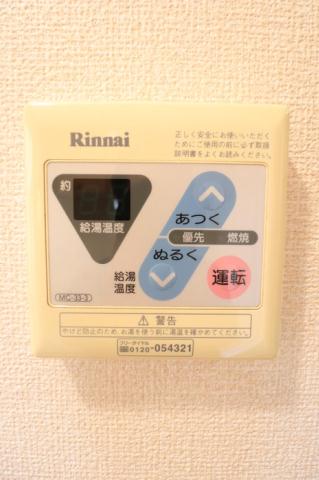 Rinnai
正しく安全にお使いいただく
ためにご使用の前に必ず取扱
説明書をよくお読みください。
約
給湯温度
あつく
優先 燃焼
ぬるく
給湯
温度
運転
MC-33-3
⚠ 警告
やけど防止のため、お湯を使う前に湯温を確かめてください。
フリーダイヤル
0120-054321